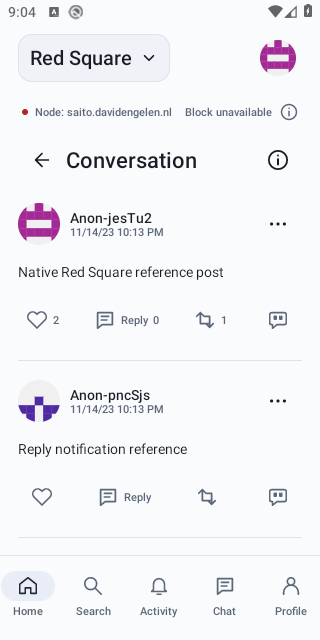 9:04
Red Square
Node: saito.davidengelen.nl Block unavailable
Conversation
Anon-jesTu2
11/14/23 10:13 PM
Native Red Square reference post
2 Reply 0 1
Anon-pncSjs
11/14/23 10:13 PM
Reply notification reference
Reply
Home Search Activity Chat Profile